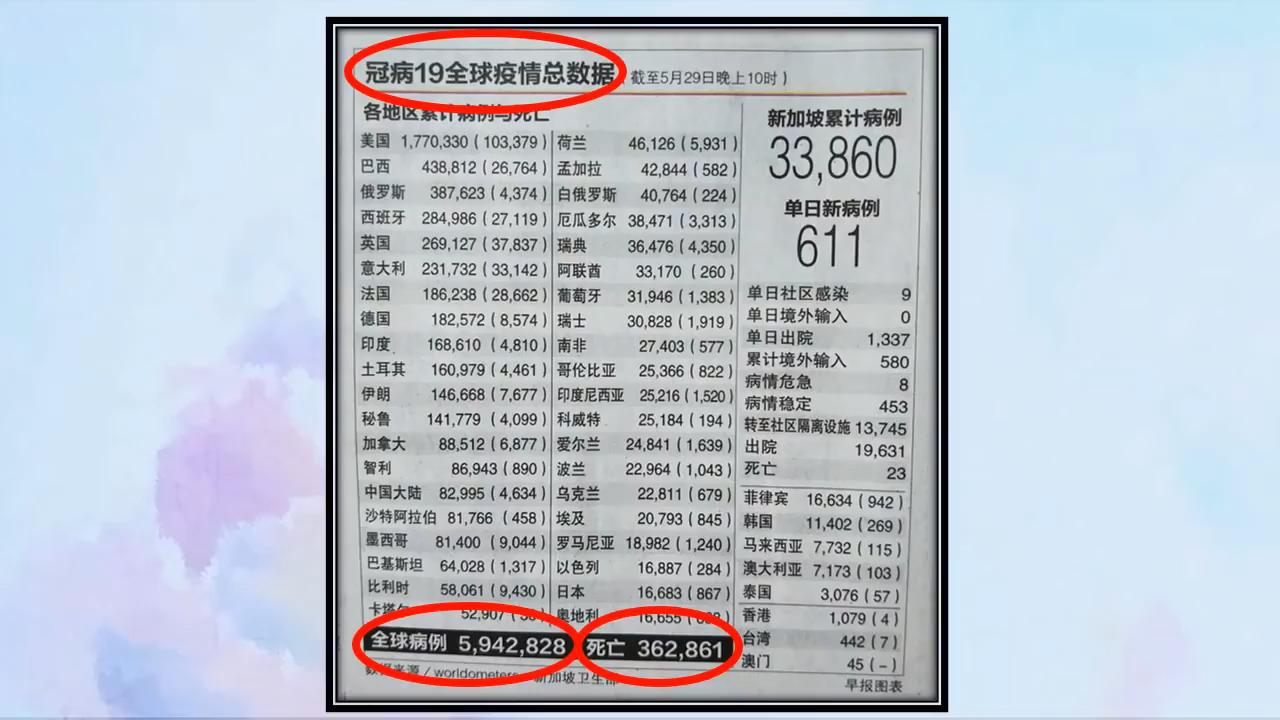 冠病19全球疫情总数据（截至5月29日晚上10时）
各地区累计病例与死亡
美国 1,770,330 (103,379)
巴西 438,812 (26,764)
俄罗斯 387,623 (4,374)
西班牙 284,986 (27,119)
英国 269,127 (37,837)
意大利 231,732 (33,142)
法国 186,238 (28,662)
德国 182,572 (8,574)
印度 168,610 (4,810)
土耳其 160,979 (4,461)
伊朗 146,668 (7,677)
秘鲁 141,779 (4,099)
加拿大 88,512 (6,877)
智利 86,943 (890)
中国大陆 82,995 (4,634)
沙特阿拉伯 81,766 (458)
墨西哥 81,400 (9,044)
巴基斯坦 64,028 (1,317)
比利时 58,061 (9,430)
卡塔尔 52,907
荷兰 46,126 (5,931)
孟加拉 42,844 (582)
白俄罗斯 40,764 (224)
厄瓜多尔 38,471 (3,313)
瑞典 36,476 (4,350)
阿联酋 33,170 (260)
葡萄牙 31,946 (1,383)
瑞士 30,828 (1,919)
南非 27,403 (577)
哥伦比亚 25,366 (822)
印度尼西亚 25,216 (1,520)
科威特 25,184 (194)
爱尔兰 24,841 (1,639)
波兰 22,964 (1,043)
乌克兰 22,811 (679)
埃及 20,793 (845)
罗马尼亚 18,982 (1,240)
以色列 16,887 (284)
日本 16,683 (867)
奥地利 16,655
全球病例 5,942,828 死亡 362,861
数据来源/worldometers 新加坡卫生部
新加坡累计病例
33,860
单日新病例
611
单日社区感染 9
单日境外输入 0
单日出院 1,337
累计境外输入 580
病情危急 8
病情稳定 453
转至社区隔离设施 13,745
出院 19,631
死亡 23
菲律宾 16,634 (942)
韩国 11,402 (269)
马来西亚 7,732 (115)
澳大利亚 7,173 (103)
泰国 3,076 (57)
香港 1,079 (4)
台湾 442 (7)
澳门 45 (-)
早报图表